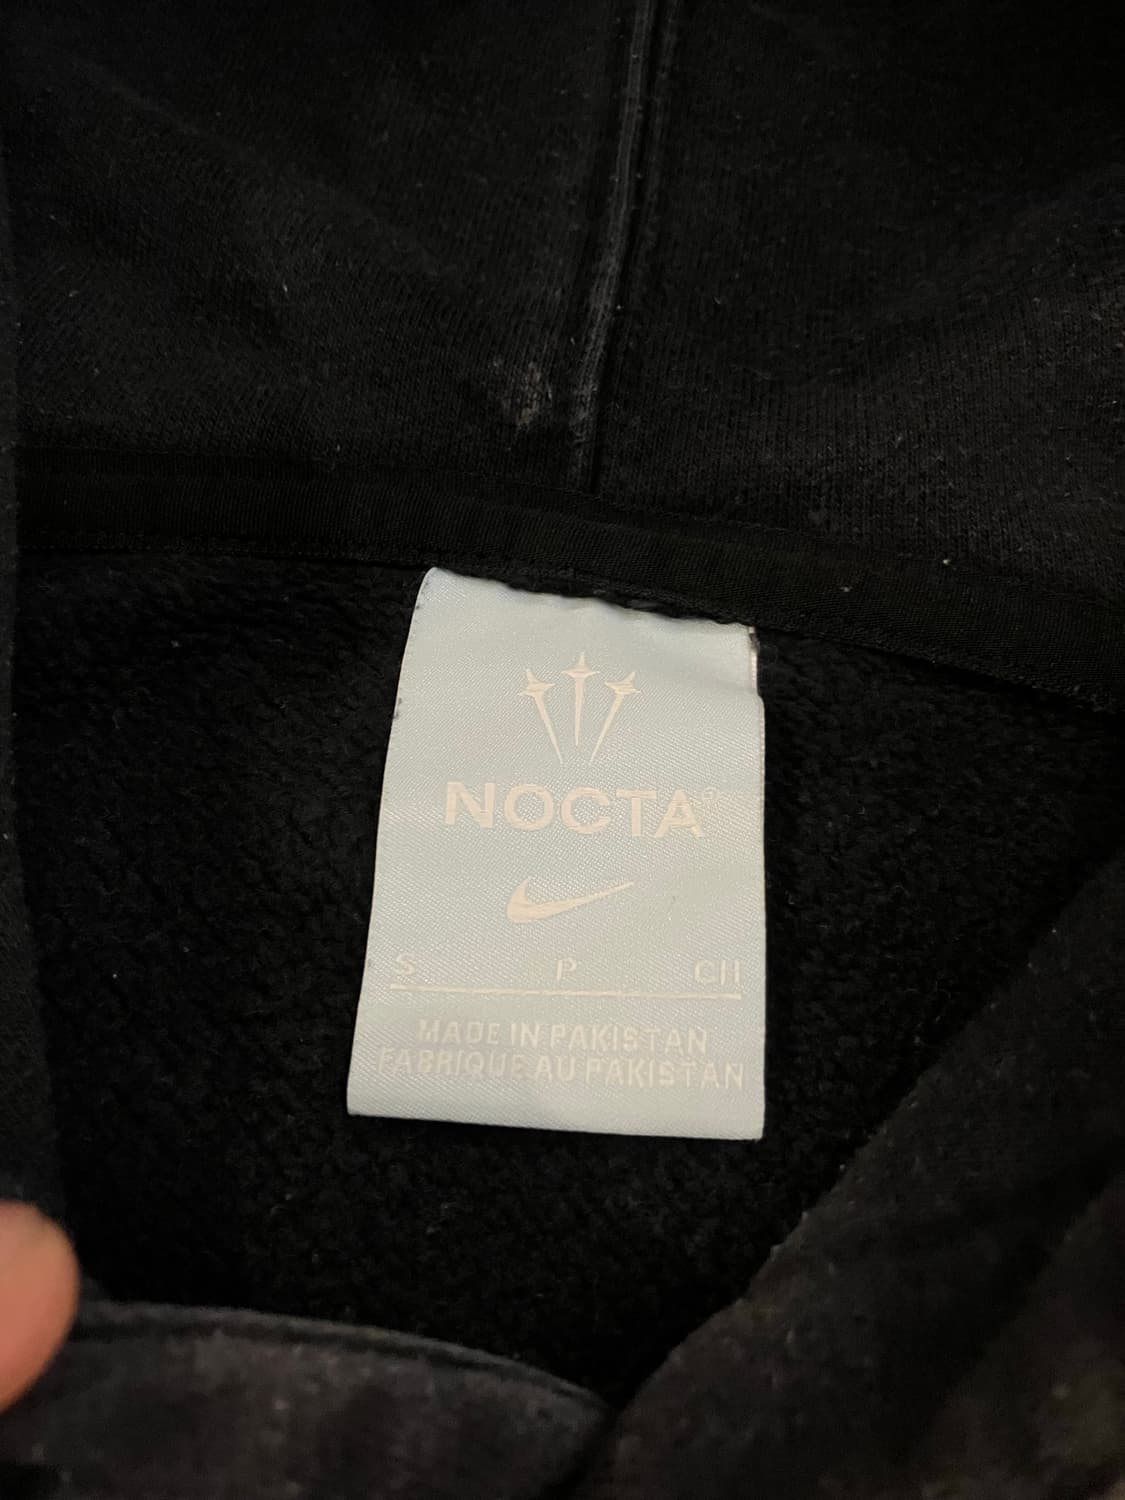 NOCTA®
S P CH
MADE IN PAKISTAN
FABRIQUE AU PAKISTAN